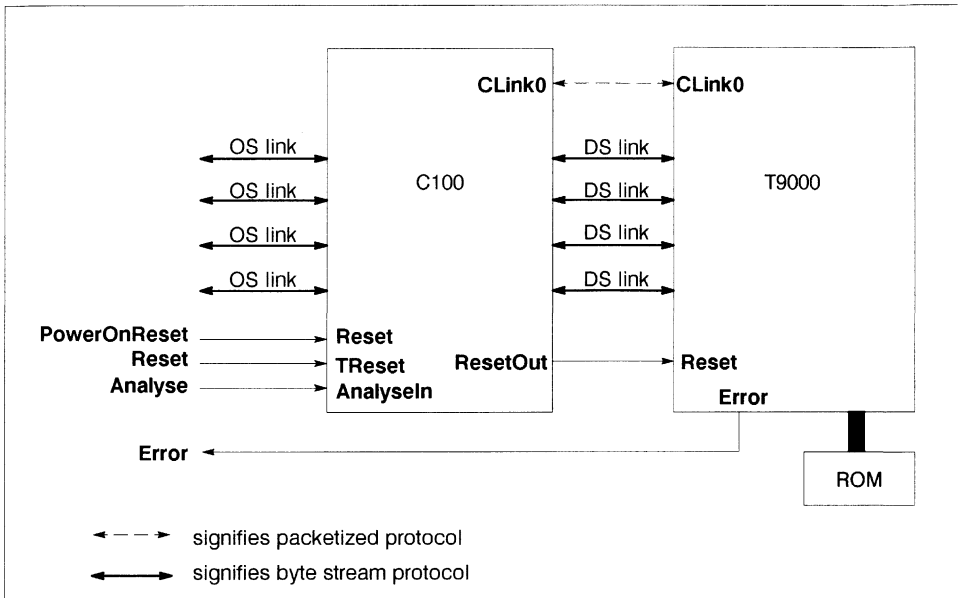 CLink0 CLink0
OS link DS link
C100 T9000
OS link DS link
OS link DS link
OS link DS link
PowerOnReset Reset
Reset TReset ResetOut Reset
Analyse AnalyseIn Error
Error
ROM
signifies packetized protocol
signifies byte stream protocol